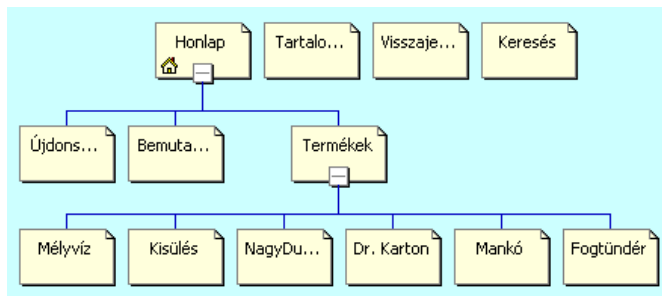 Honlap
Tartalo...
Visszaje...
Keresés
Újdons...
Bemuta...
Termékek
Mélyvíz
Kisülés
NagyDu...
Dr. Karton
Mankó
Fogtündér